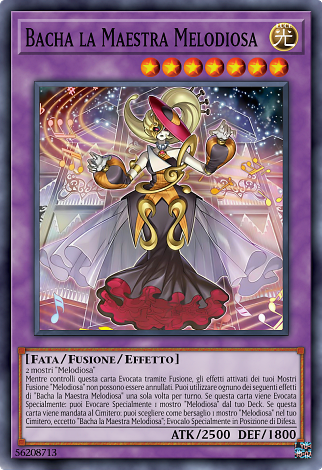 BACHA LA MAESTRA MELODIOSA
光
[FATA/FUSIONE/EFFETTO]
2 mostri "Melodiosa"
Mentre controlli questa carta Evocata tramite Fusione, gli effetti attivati dei tuoi Mostri
Fusione "Melodiosa" non possono essere annullati. Puoi utilizzare ognuno dei seguenti effetti
di "Bacha la Maestra Melodiosa" una sola volta per turno. Se questa carta viene Evocata
Specialmente: puoi Evocare Specialmente 1 mostro "Melodiosa" dal tuo Deck. Se questa
carta viene mandata al Cimitero: puoi scegliere come bersaglio 1 mostro "Melodiosa" nel tuo
Cimitero, eccetto "Bacha la Maestra Melodiosa"; Evocalo Specialmente in Posizione di Difesa.
ATK/2500 DEF/1800
56208713